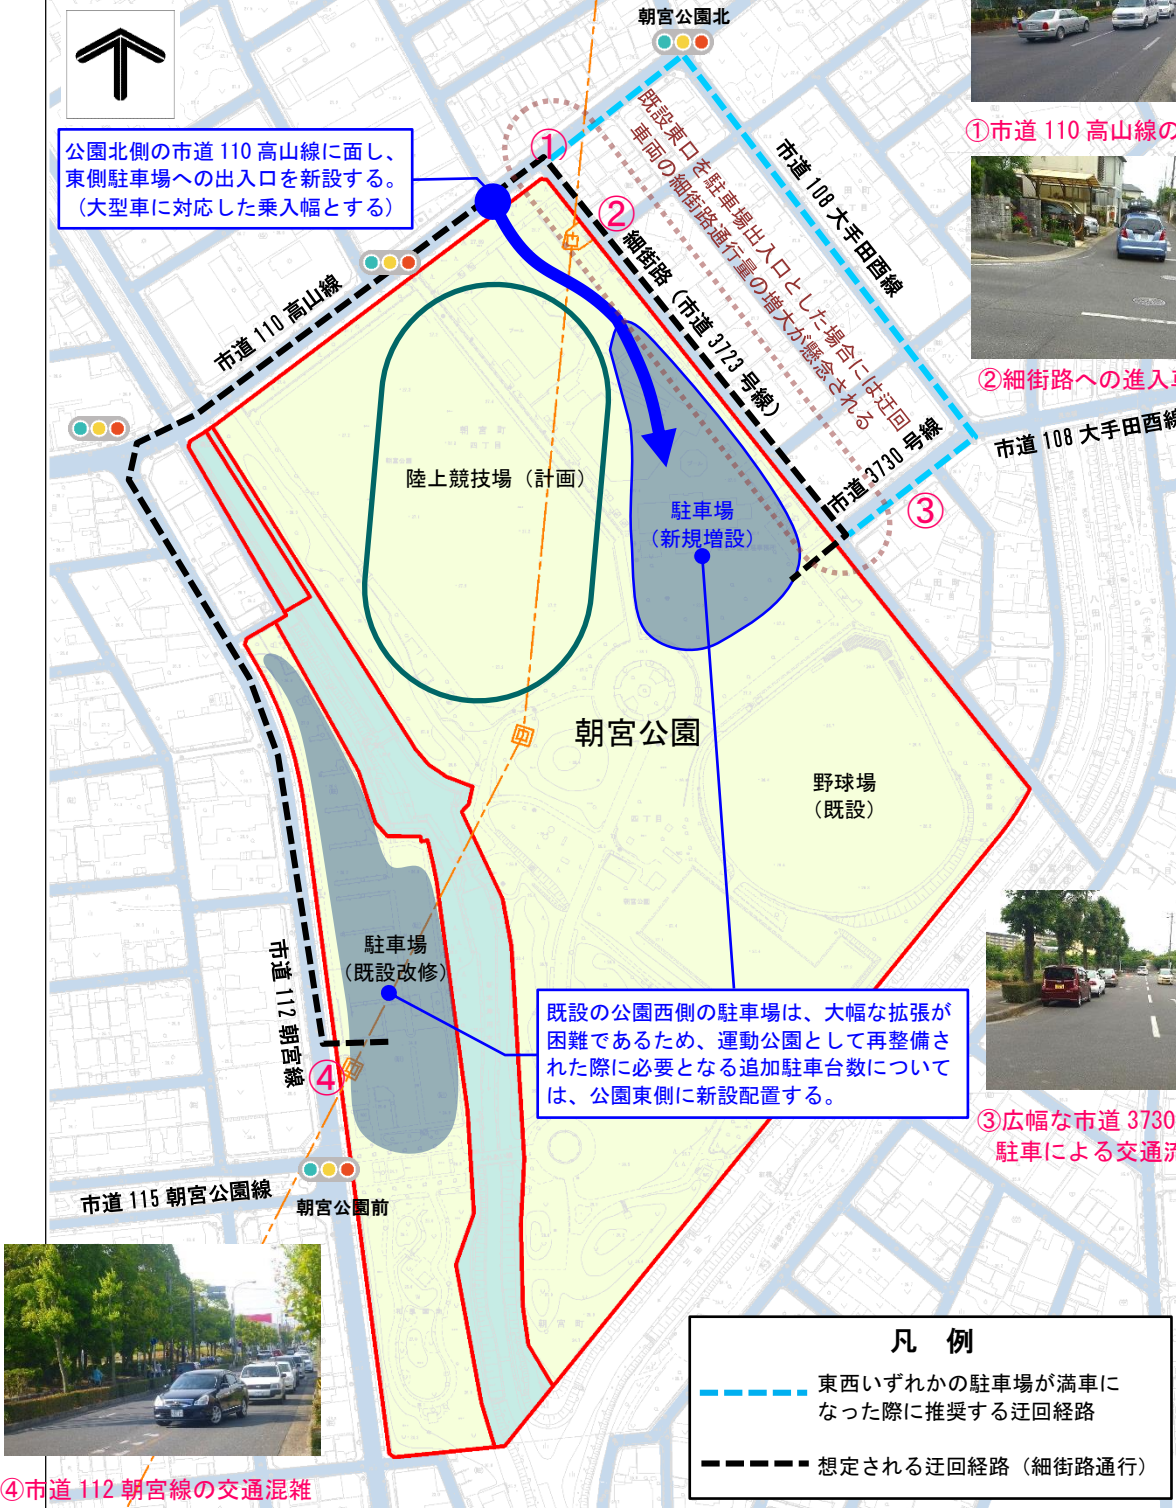 朝宮公園北
①市道 110 高山線の
公園北側の市道 110 高山線に面し、
東側駐車場への出入口を新設する。
（大型車に対応した乗入幅とする）
①
②
既設東口を駐車場出入口とした場合には迂回
車両の細街路通行量の増大が懸念される
市道 108 大手田酉線
細街路（市道 3723 号線）
市道 110 高山線
②細街路への進入車
市道 108 大手田酉線
市道 3730 号線
③
陸上競技場（計画）
駐車場
（新規増設）
朝宮公園
野球場
（既設）
駐車場
（既設改修）
市道 112 朝宮線
④
既設の公園西側の駐車場は、大幅な拡張が
困難であるため、運動公園として再整備さ
れた際に必要となる追加駐車台数について
は、公園東側に新設配置する。
③広幅な市道 3730
駐車による交通流
市道 115 朝宮公園線
朝宮公園前
④市道 112 朝宮線の交通混雑
凡　例
東西いずれかの駐車場が満車に
なった際に推奨する迂回経路
想定される迂回経路（細街路通行）